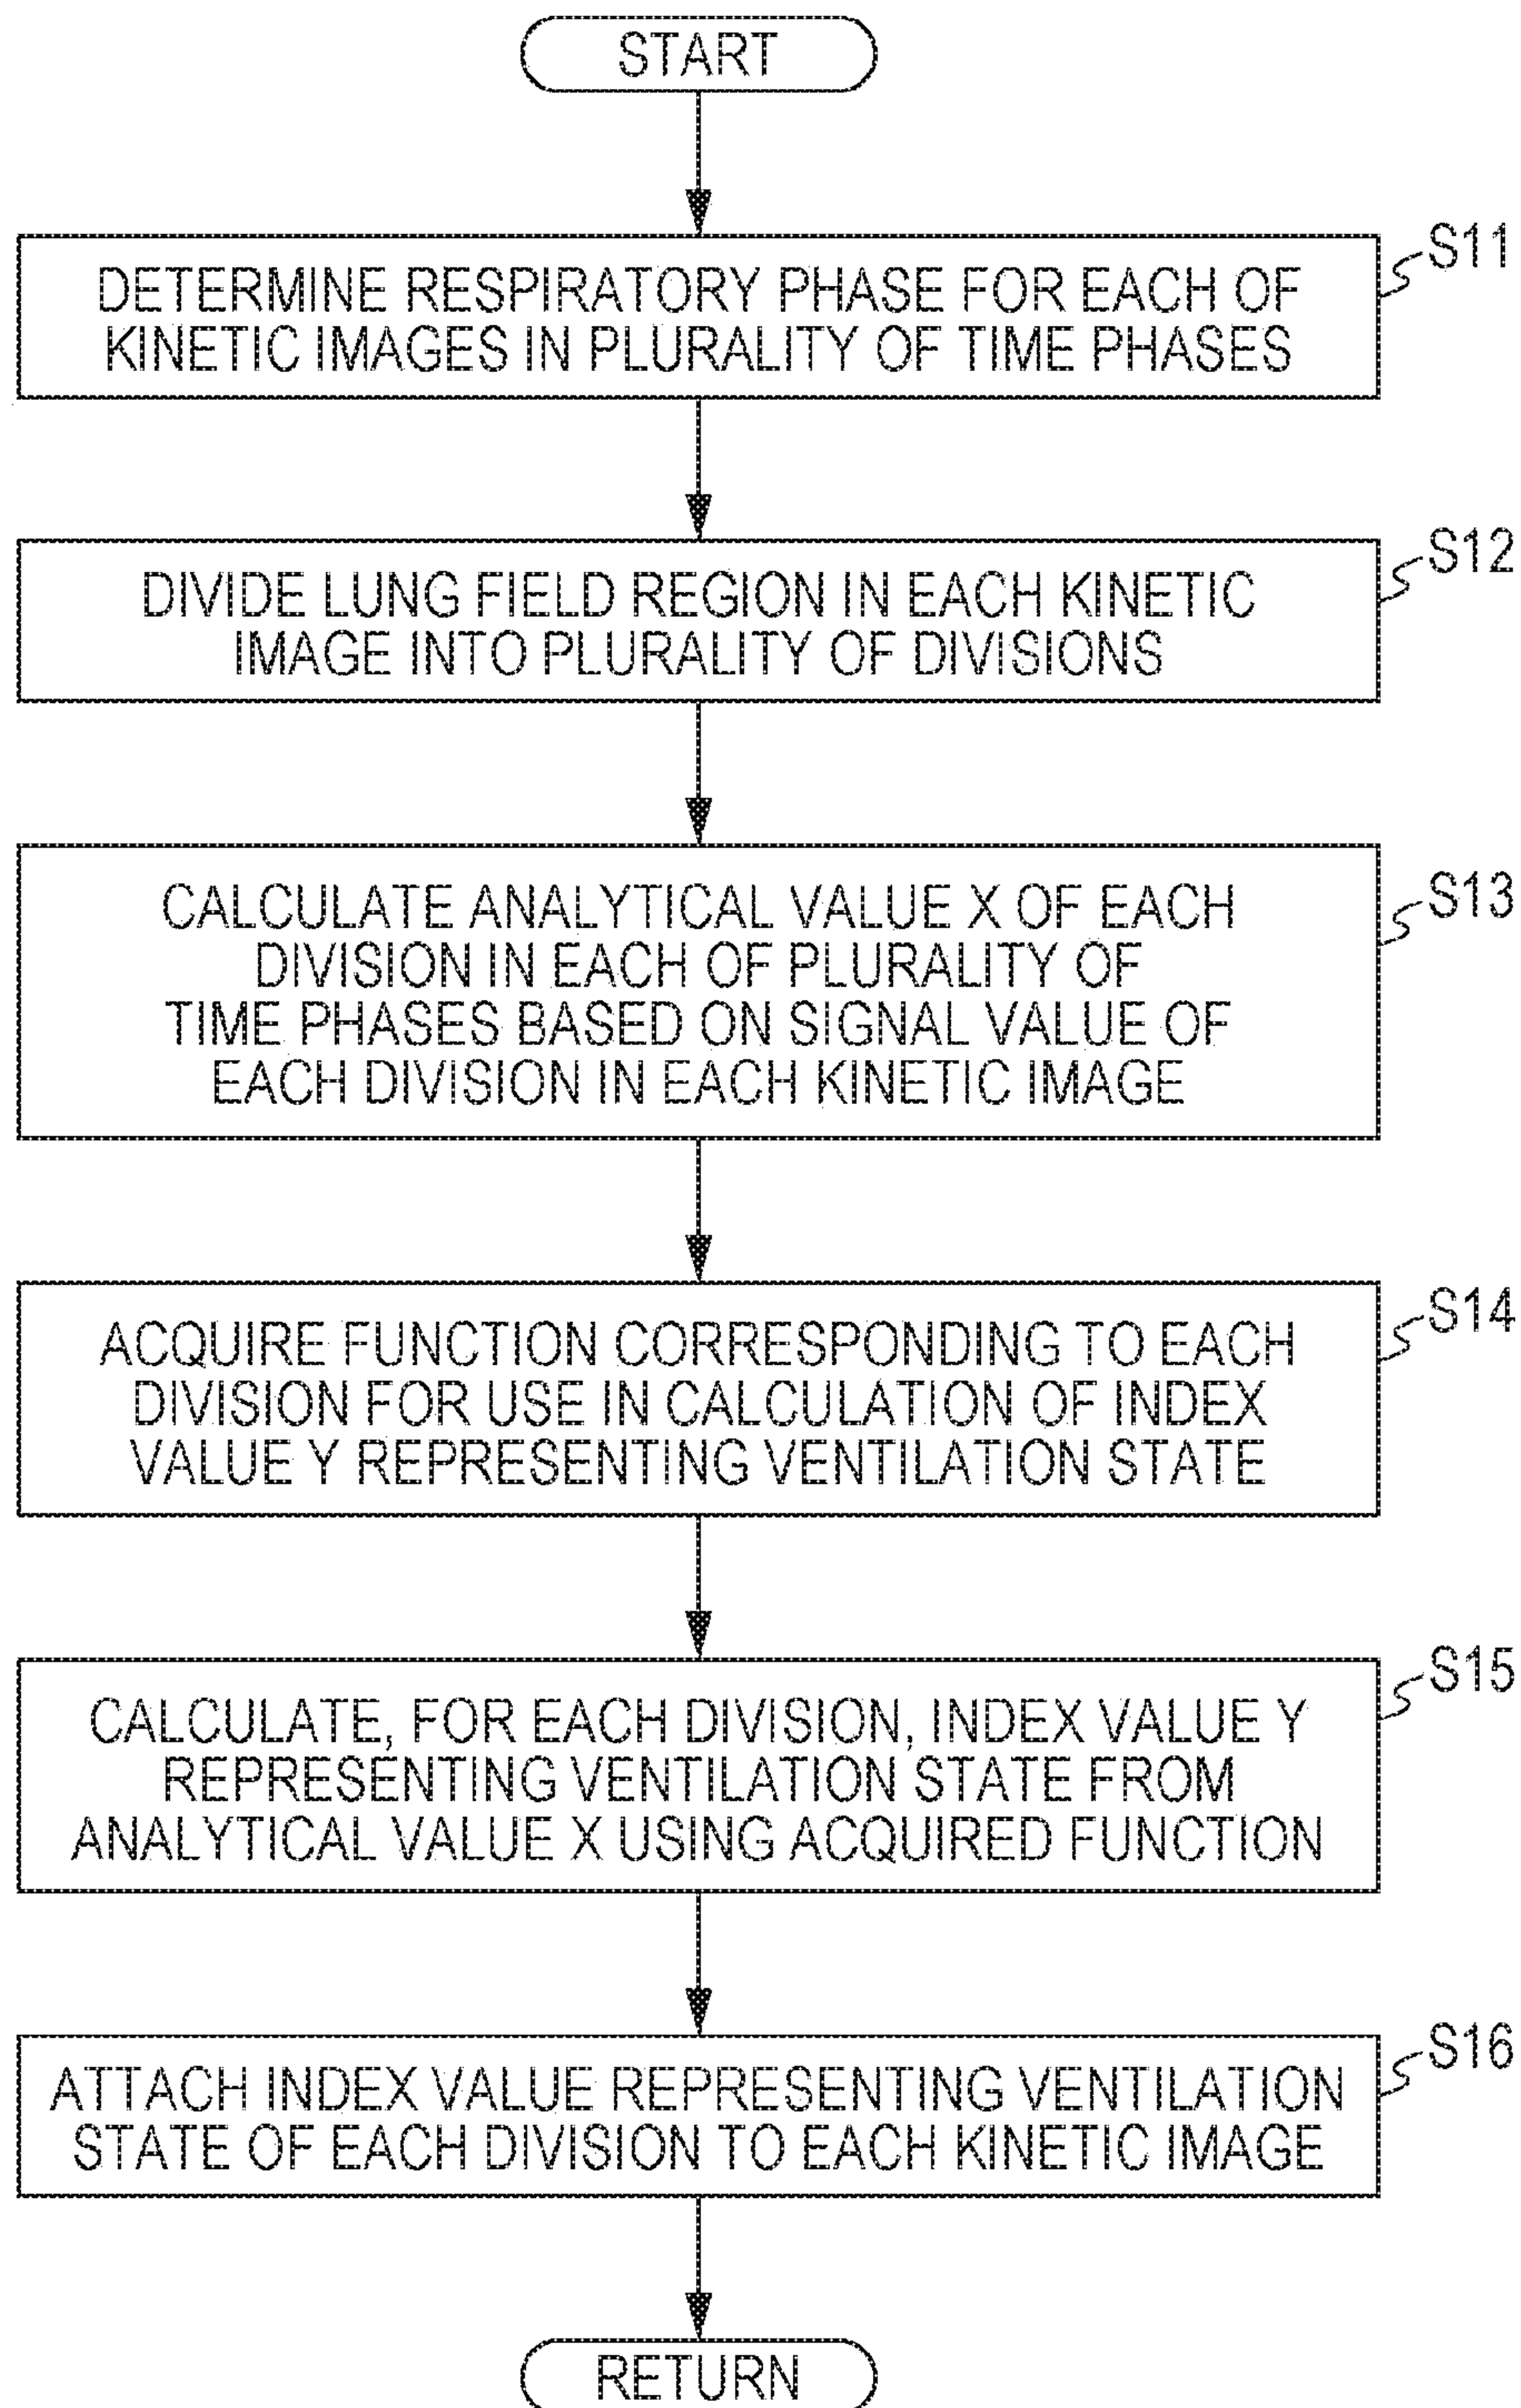 START
S11
DETERMINE RESPIRATORY PHASE FOR EACH OF
KINETIC IMAGES IN PLURALITY OF TIME PHASES
S12
DIVIDE LUNG FIELD REGION IN EACH KINETIC
IMAGE INTO PLURALITY OF DIVISIONS
S13
CALCULATE ANALYTICAL VALUE X OF EACH
DIVISION IN EACH OF PLURALITY OF
TIME PHASES BASED ON SIGNAL VALUE OF
EACH DIVISION IN EACH KINETIC IMAGE
S14
ACQUIRE FUNCTION CORRESPONDING TO EACH
DIVISION FOR USE IN CALCULATION OF INDEX
VALUE Y REPRESENTING VENTILATION STATE
S15
CALCULATE, FOR EACH DIVISION, INDEX VALUE Y
REPRESENTING VENTILATION STATE FROM
ANALYTICAL VALUE X USING ACQUIRED FUNCTION
S16
ATTACH INDEX VALUE REPRESENTING VENTILATION
STATE OF EACH DIVISION TO EACH KINETIC IMAGE
RETURN